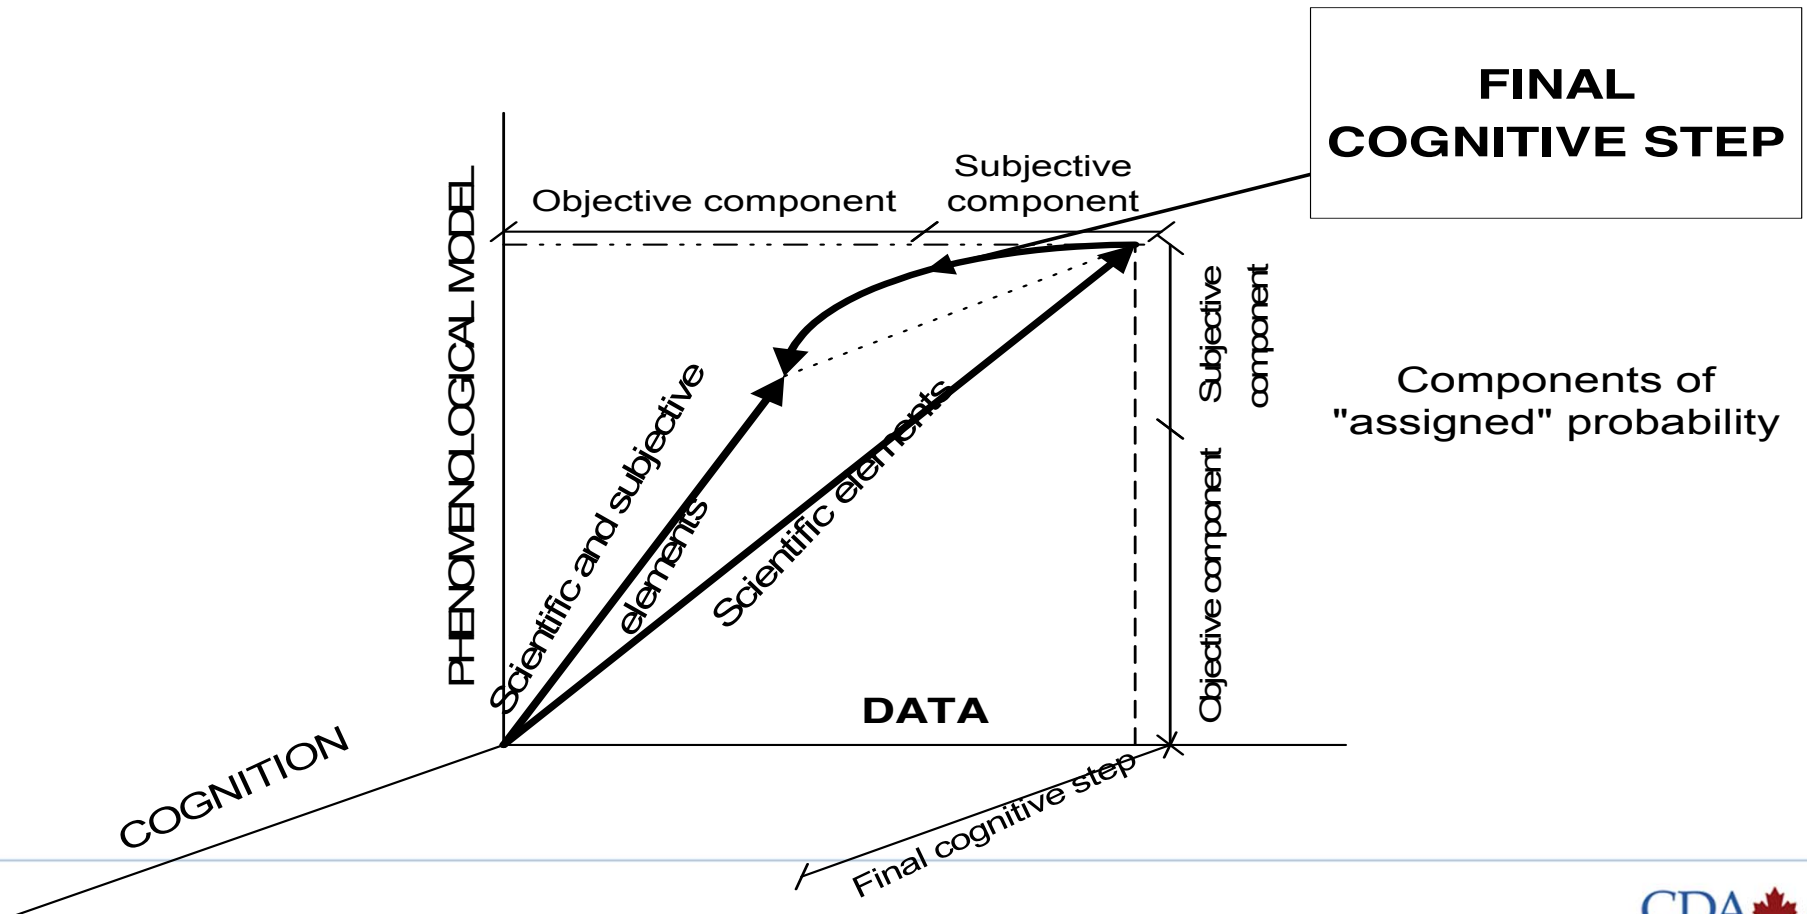 FINAL
COGNITIVE STEP
Subjective
component
Objective component
PHENOMENOLOGICAL MODEL
Subjective
component
Components of
"assigned" probability
Scientific and subjective
elements
Scientific elements
Objective component
DATA
COGNITION
Final cognitive step
CDA